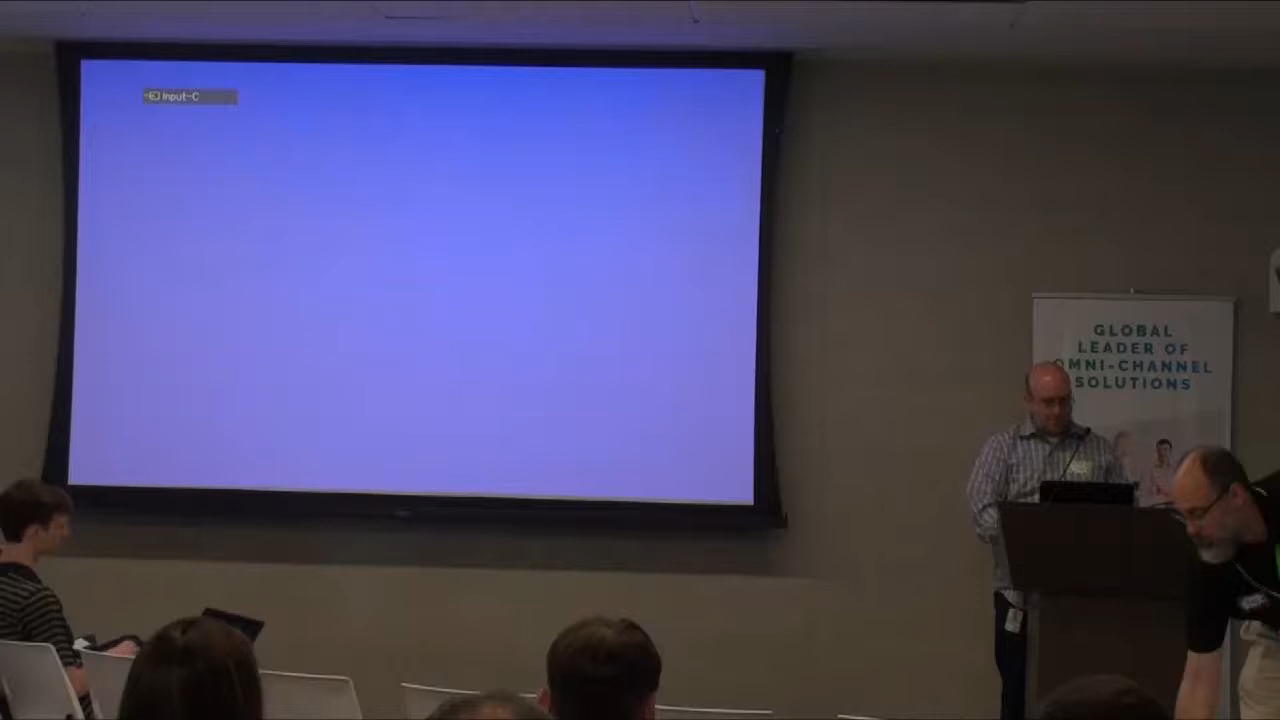 Input-C
GLOBAL
LEADER OF
OMNI-CHANNEL
SOLUTIONS